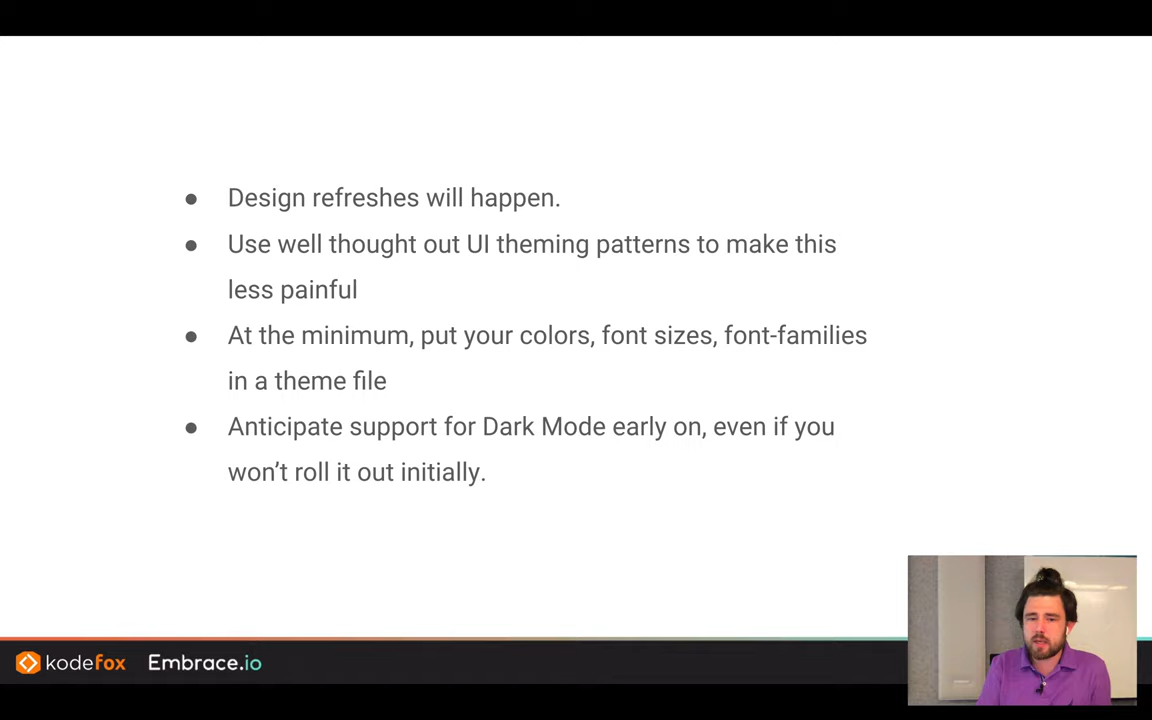 ● Design refreshes will happen.
● Use well thought out UI theming patterns to make this
less painful
● At the minimum, put your colors, font sizes, font-families
in a theme file
● Anticipate support for Dark Mode early on, even if you
won’t roll it out initially.
kodefox Embrace.io